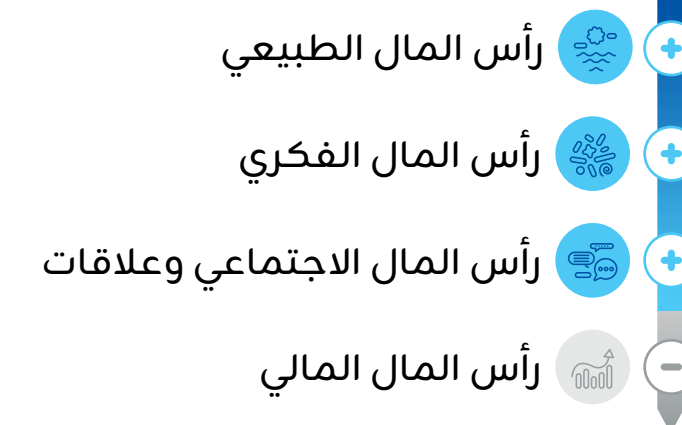 رأس المال الطبيعي
رأس المال الفكري
رأس المال الاجتماعي وعلاقات
رأس المال المالي